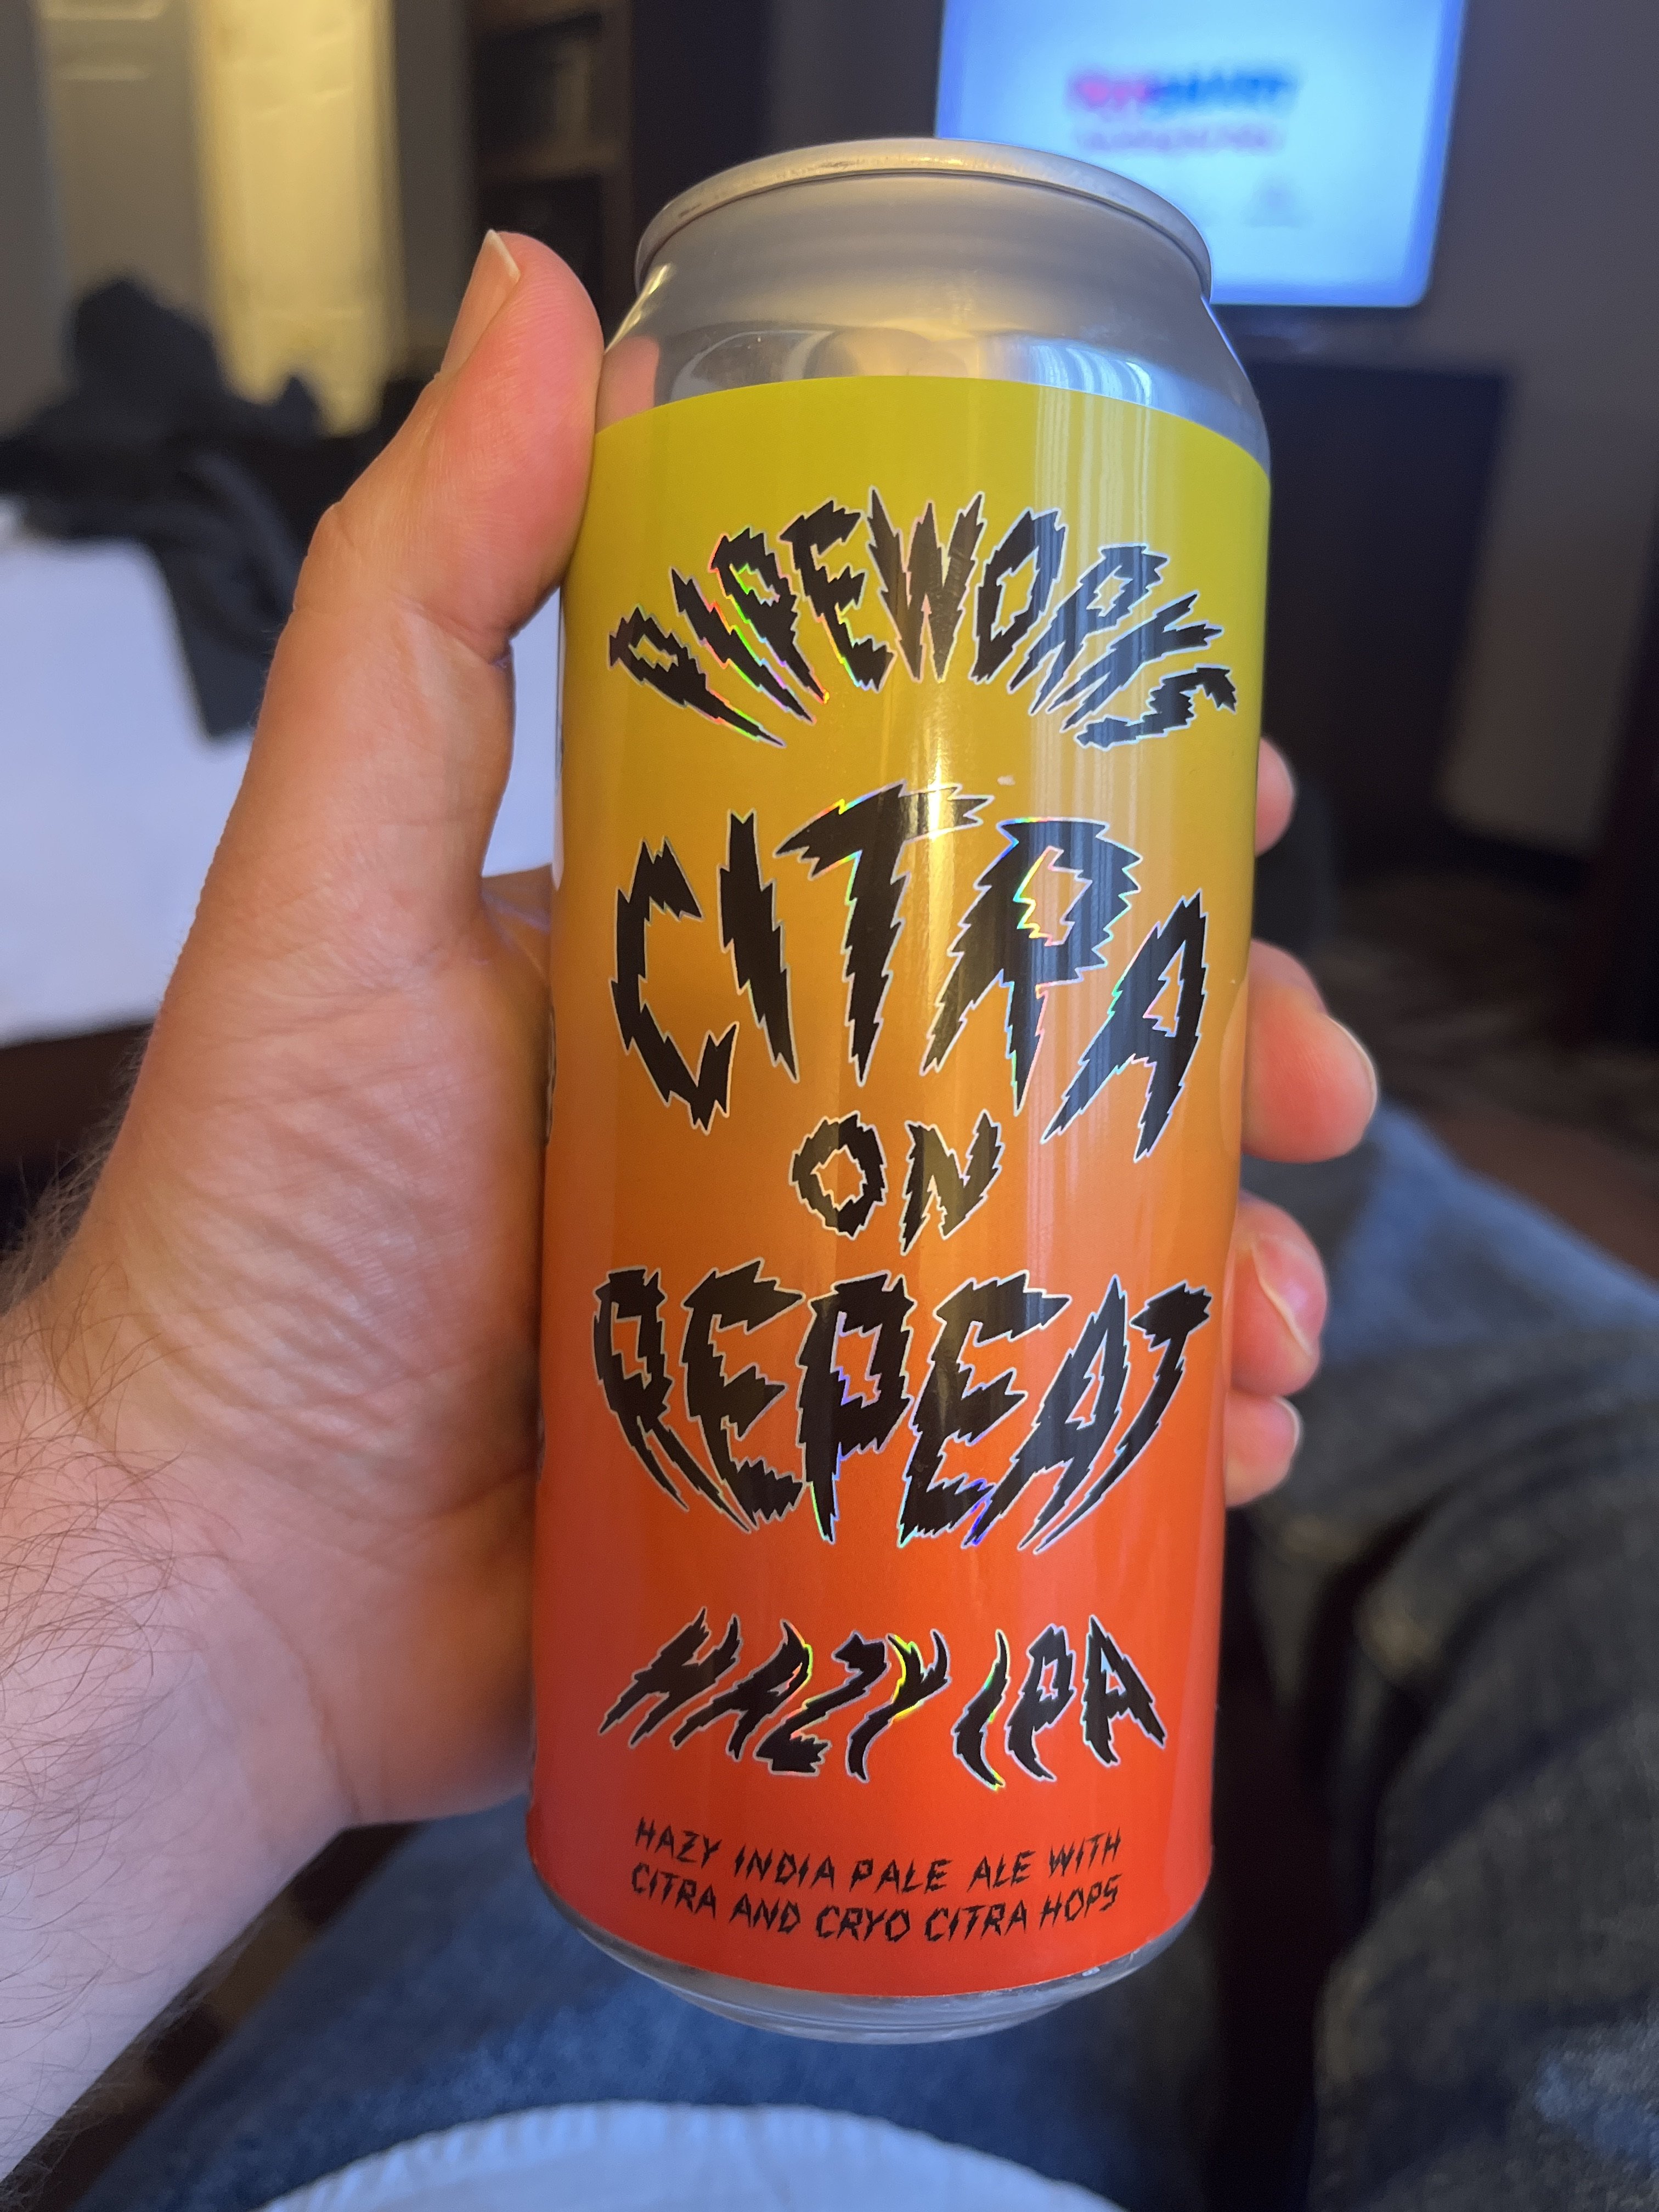 PIPEWORKS
CITRA
ON
REPEAT
HAZY IPA
HAZY INDIA PALE ALE WITH
CITRA AND CRYO CITRA HOPS